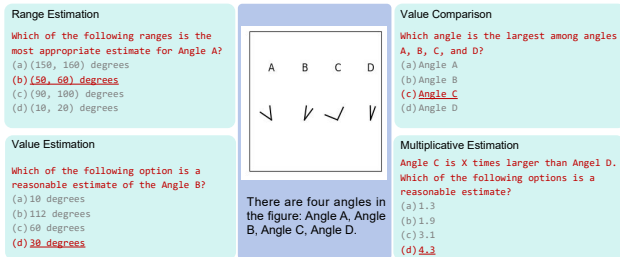 Range Estimation
Which of the following ranges is the
most appropriate estimate for Angle A?
(a)(150, 160) degrees
(b)(50, 60) degrees
(c)(90, 100) degrees
(d)(10, 20) degrees
Value Estimation
Which of the following option is a
reasonable estimate of the Angle B?
(a)10 degrees
(b)112 degrees
(c)60 degrees
(d)30 degrees
A B C D
There are four angles in
the figure: Angle A, Angle
B, Angle C, Angle D.
Value Comparison
Which angle is the largest among angles
A, B, C, and D?
(a)Angle A
(b)Angle B
(c)Angle C
(d)Angle D
Multiplicative Estimation
Angle C is X times larger than Angel D.
Which of the following options is a
reasonable estimate?
(a)1.3
(b)1.9
(c)3.1
(d)4.3